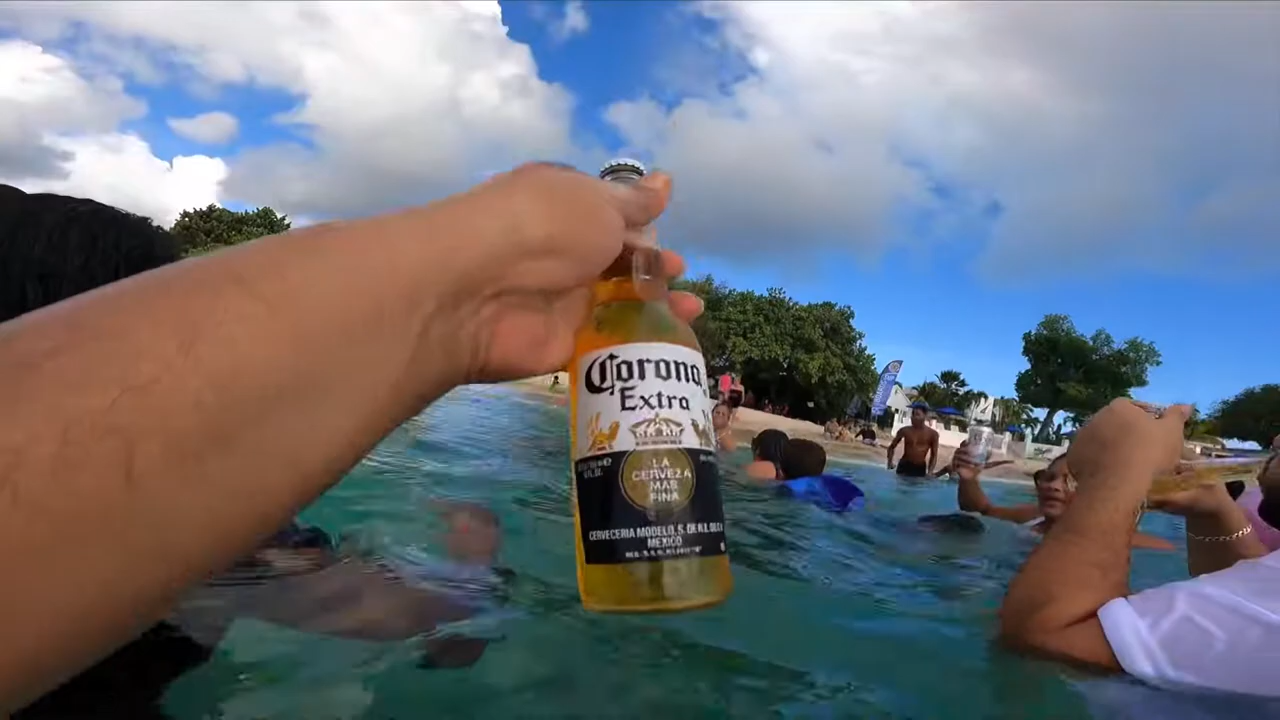 Corona
Extra
LA
CERVEZA
MAS
FINA
CERVECERIA MODELO, S. DE R.L. DE C.V.
MEXICO